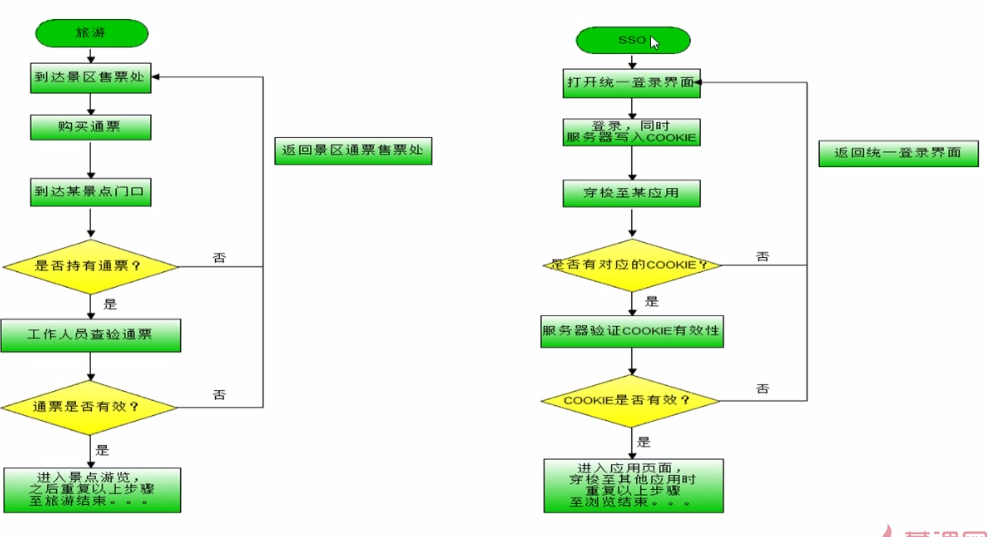 旅游
到达景区售票处
购买通票
返回景区通票售票处
到达某景点门口
是否持有通票？
否
是
工作人员查验通票
通票是否有效？
否
是
进入景点游览，
之后重复以上步骤
至旅游结束。。。
SSO
打开统一登录界面
登录，同时
服务器写入COOKIE
返回统一登录界面
穿梭至某应用
是否有对应的COOKIE？
否
是
服务器验证COOKIE有效性
COOKIE是否有效？
否
是
进入应用页面，
穿梭至其他应用时
重复以上步骤
至浏览结束。。。